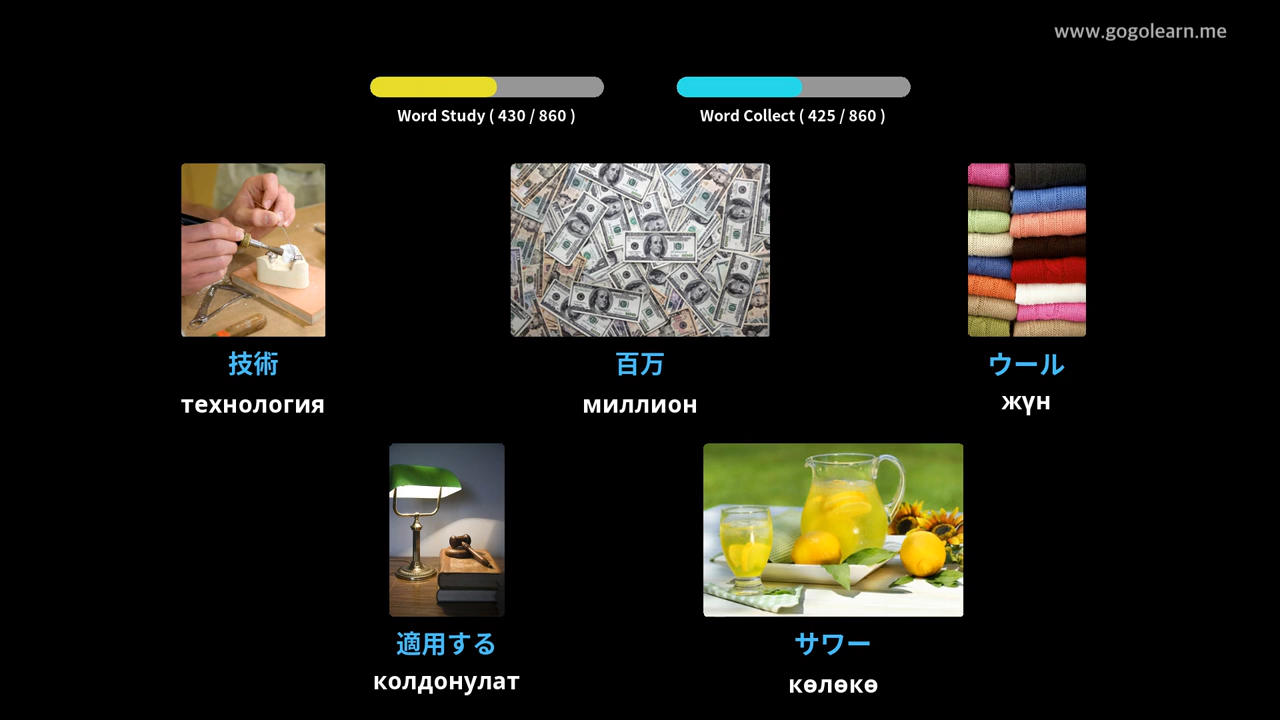 www.gogolearn.me
Word Study ( 430 / 860 )
Word Collect ( 425 / 860 )
技術
технология
百万
миллион
ウール
жүн
適用する
колдонулат
サワー
көлөкө